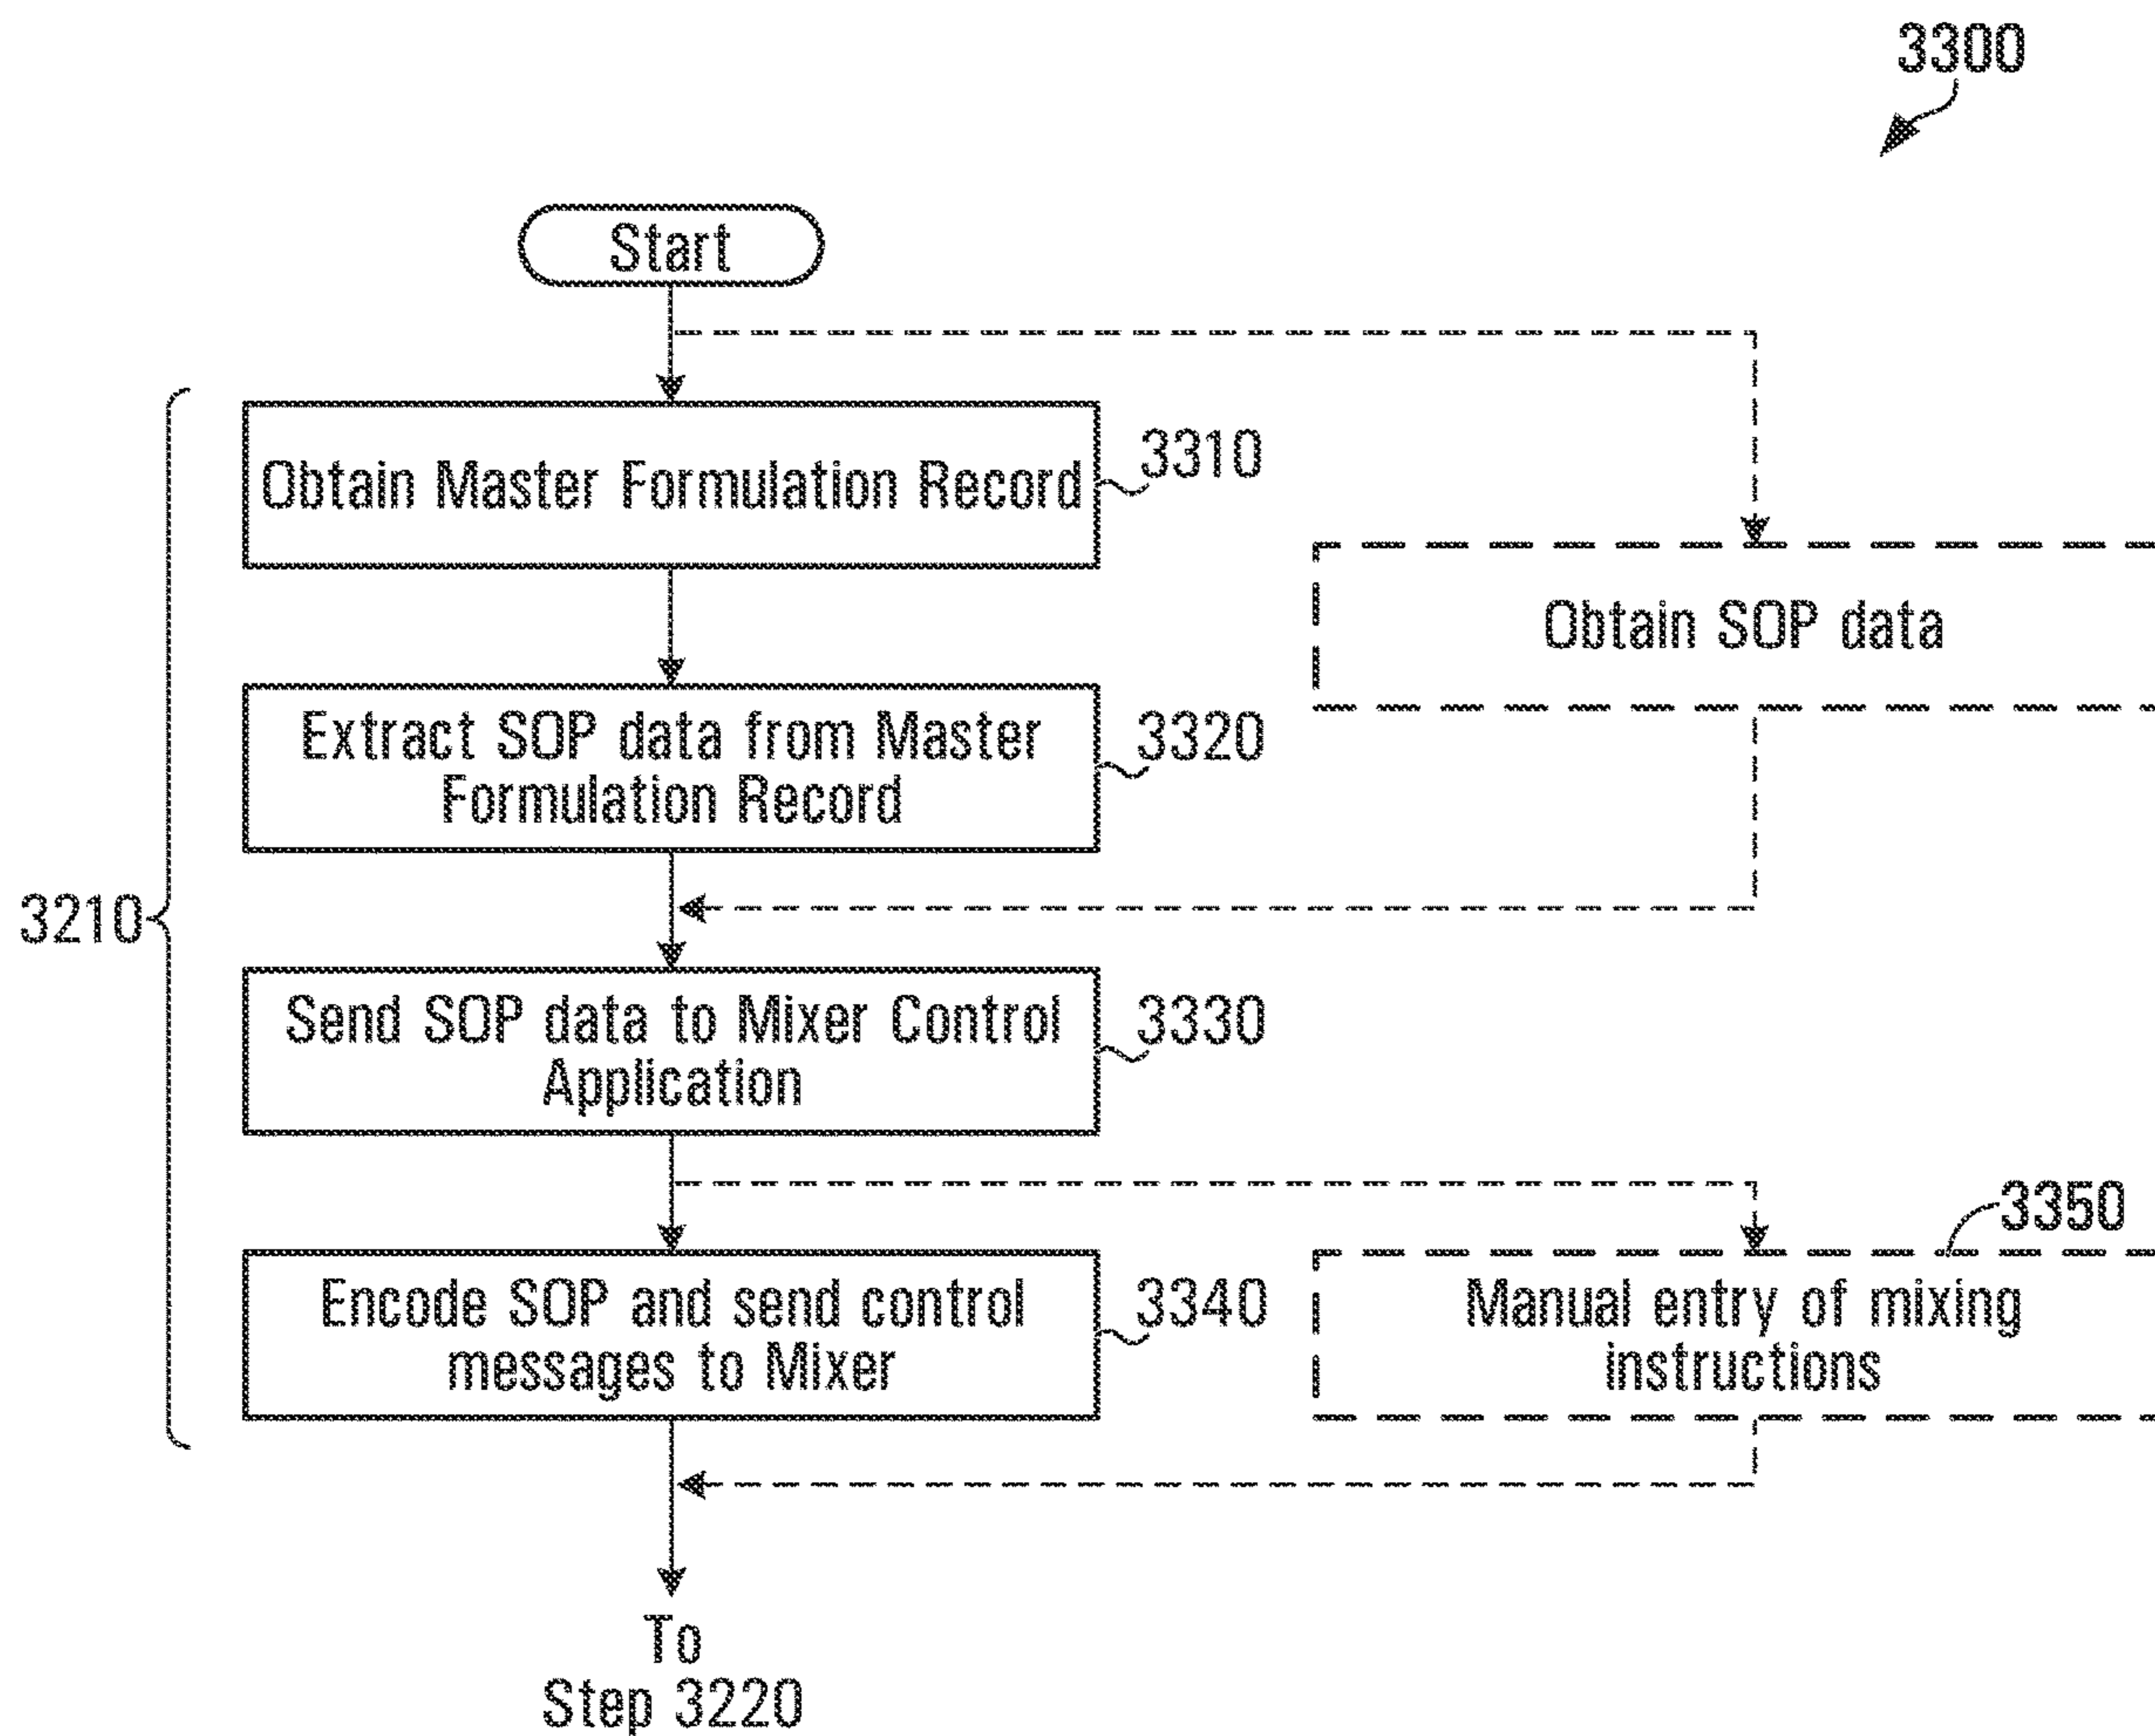 3300
Start
Obtain Master Formulation Record
3310
Obtain SOP data
Extract SOP data from Master
Formulation Record
3320
3210
Send SOP data to Mixer Control
Application
3330
3350
Encode SOP and send control
messages to Mixer
3340
Manual entry of mixing
instructions
To
Step 3220